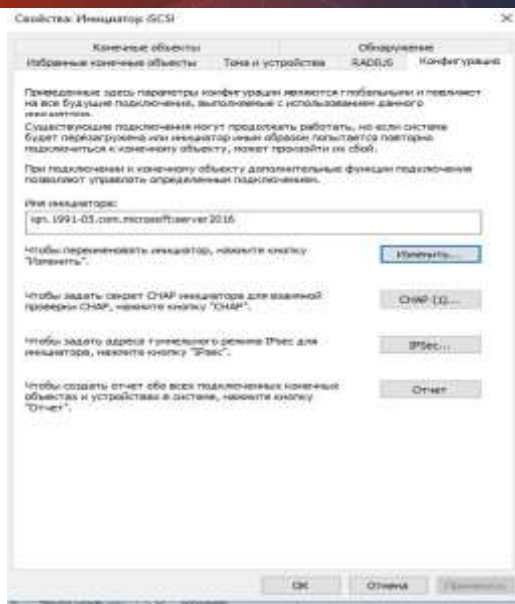 Свойства: Инициатор iSCSI
Конечные объекты
Обнаружение
Избранные конечные объекты
Тома и устройства
RADIUS
Конфигурация
Приведенные здесь параметры конфигурации являются глобальными и повлияют
на все будущие подключения, выполняемые с использованием данного
инициатора.
Существующие подключения могут продолжать работать, но если система
будет перезагружена или инициатор иным образом попытается повторно
подключиться к конечному объекту, может произойти их сбой.
При подключении к конечному объекту дополнительные функции подключения
позволяют управлять определенным подключением.
Имя инициатора:
iqn.1991-05.com.microsoft:server2016
Чтобы переименовать инициатор, нажмите кнопку
"Изменить".
Изменить...
Чтобы задать секрет CHAP инициатора для взаимной
проверки CHAP, нажмите кнопку "CHAP".
CHAP
Чтобы задать адреса туннельного режима IPsec для
инициатора, нажмите кнопку "IPsec".
IPSec...
Чтобы создать отчет обо всех подключенных конечных
объектах и устройствах в системе, нажмите кнопку
"Отчет".
Отчет
OK
Отмена
Применить